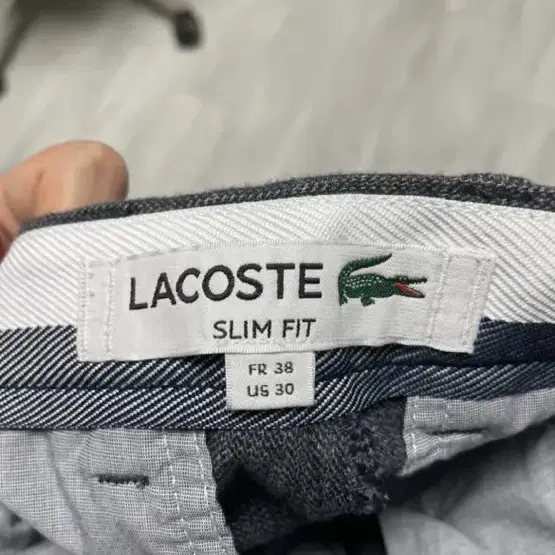 LACOSTE
SLIM FIT
FR 38
US 30